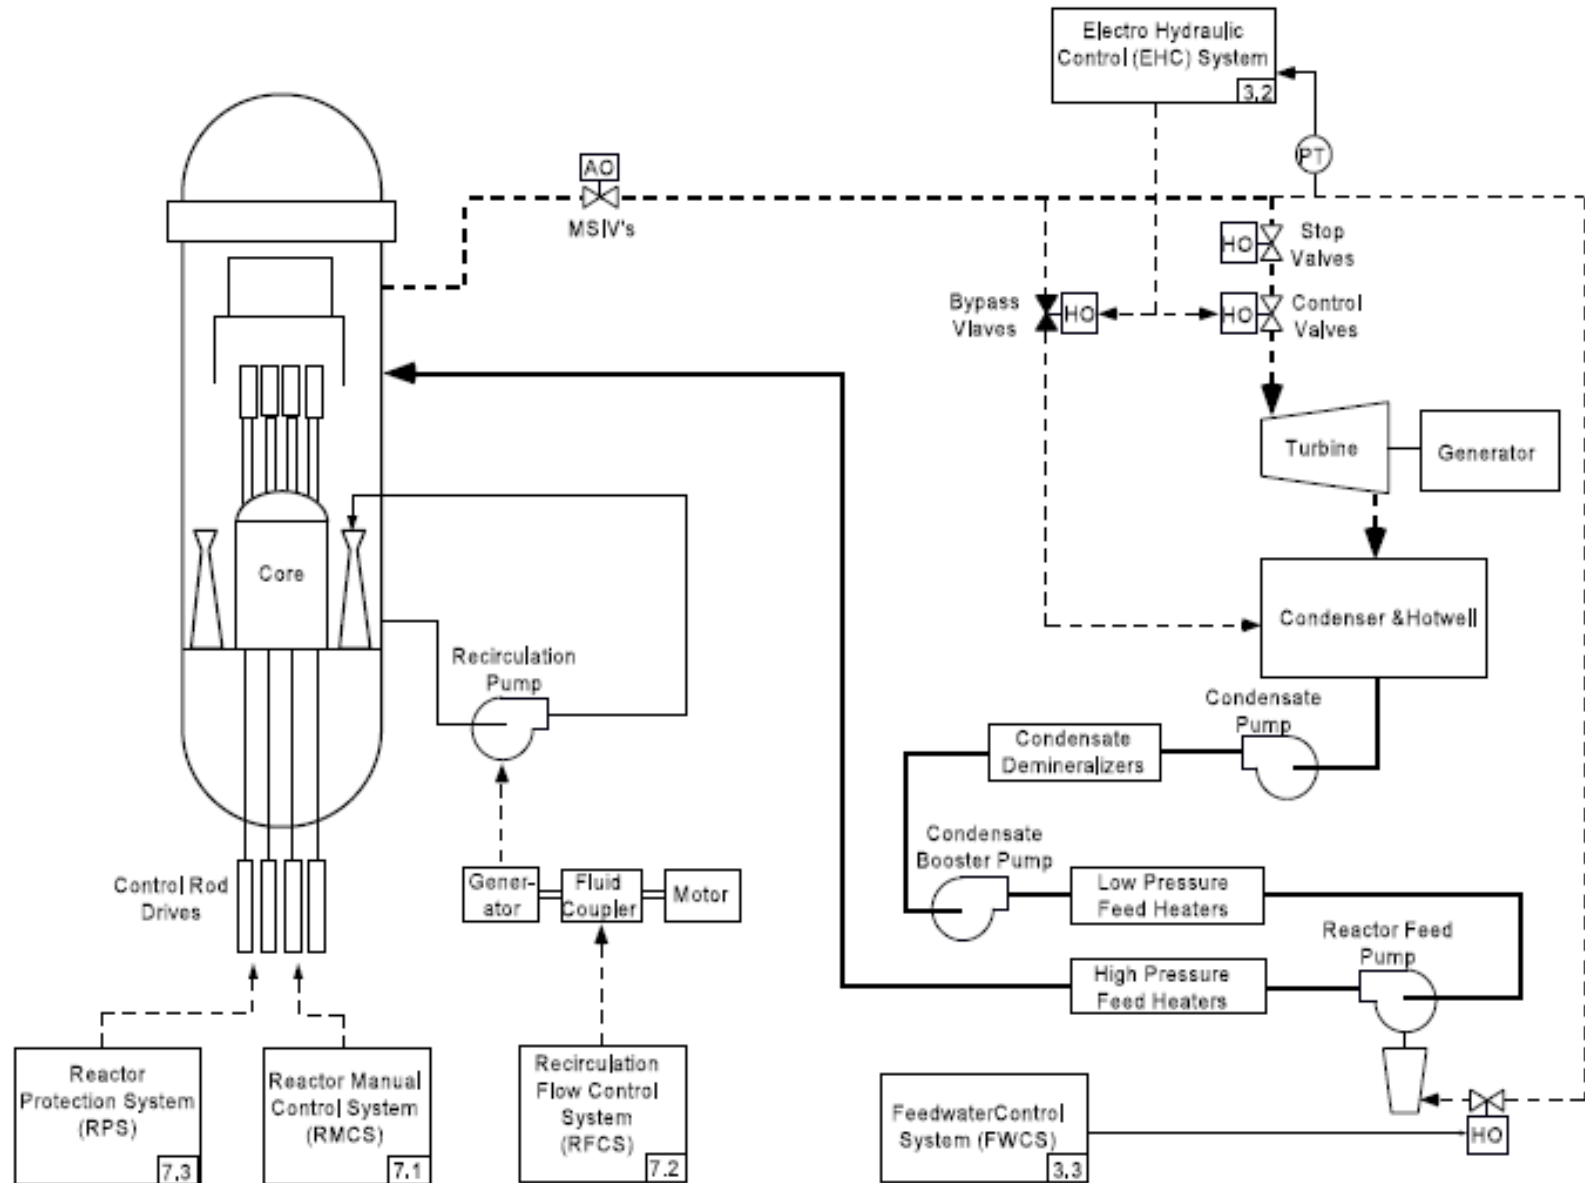 Electro Hydraulic
Control (EHC) System
3.2
PT
AO
MSIV's
HO
Stop
Valves
Bypass
Vlaves
HO
HO
Control
Valves
Turbine
Generator
Core
Condenser &Hotwell
Recirculation
Pump
Condensate
Pump
Condensate
Demineralizers
Condensate
Booster Pump
Control Rod
Drives
Gener-
ator
Fluid
Coupler
Motor
Low Pressure
Feed Heaters
Reactor Feed
Pump
High Pressure
Feed Heaters
Reactor
Protection System
(RPS)
7.3
Reactor Manual
Control System
(RMCS)
7.1
Recirculation
Flow Control
System
(RFCS)
7.2
FeedwaterControl
System (FWCS)
3.3
HO